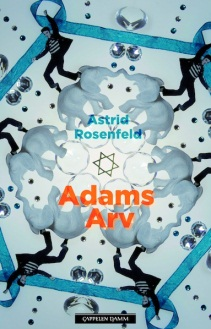 Astrid
Rosenfeld
Adams
Arv
CAPPELEN DAMM